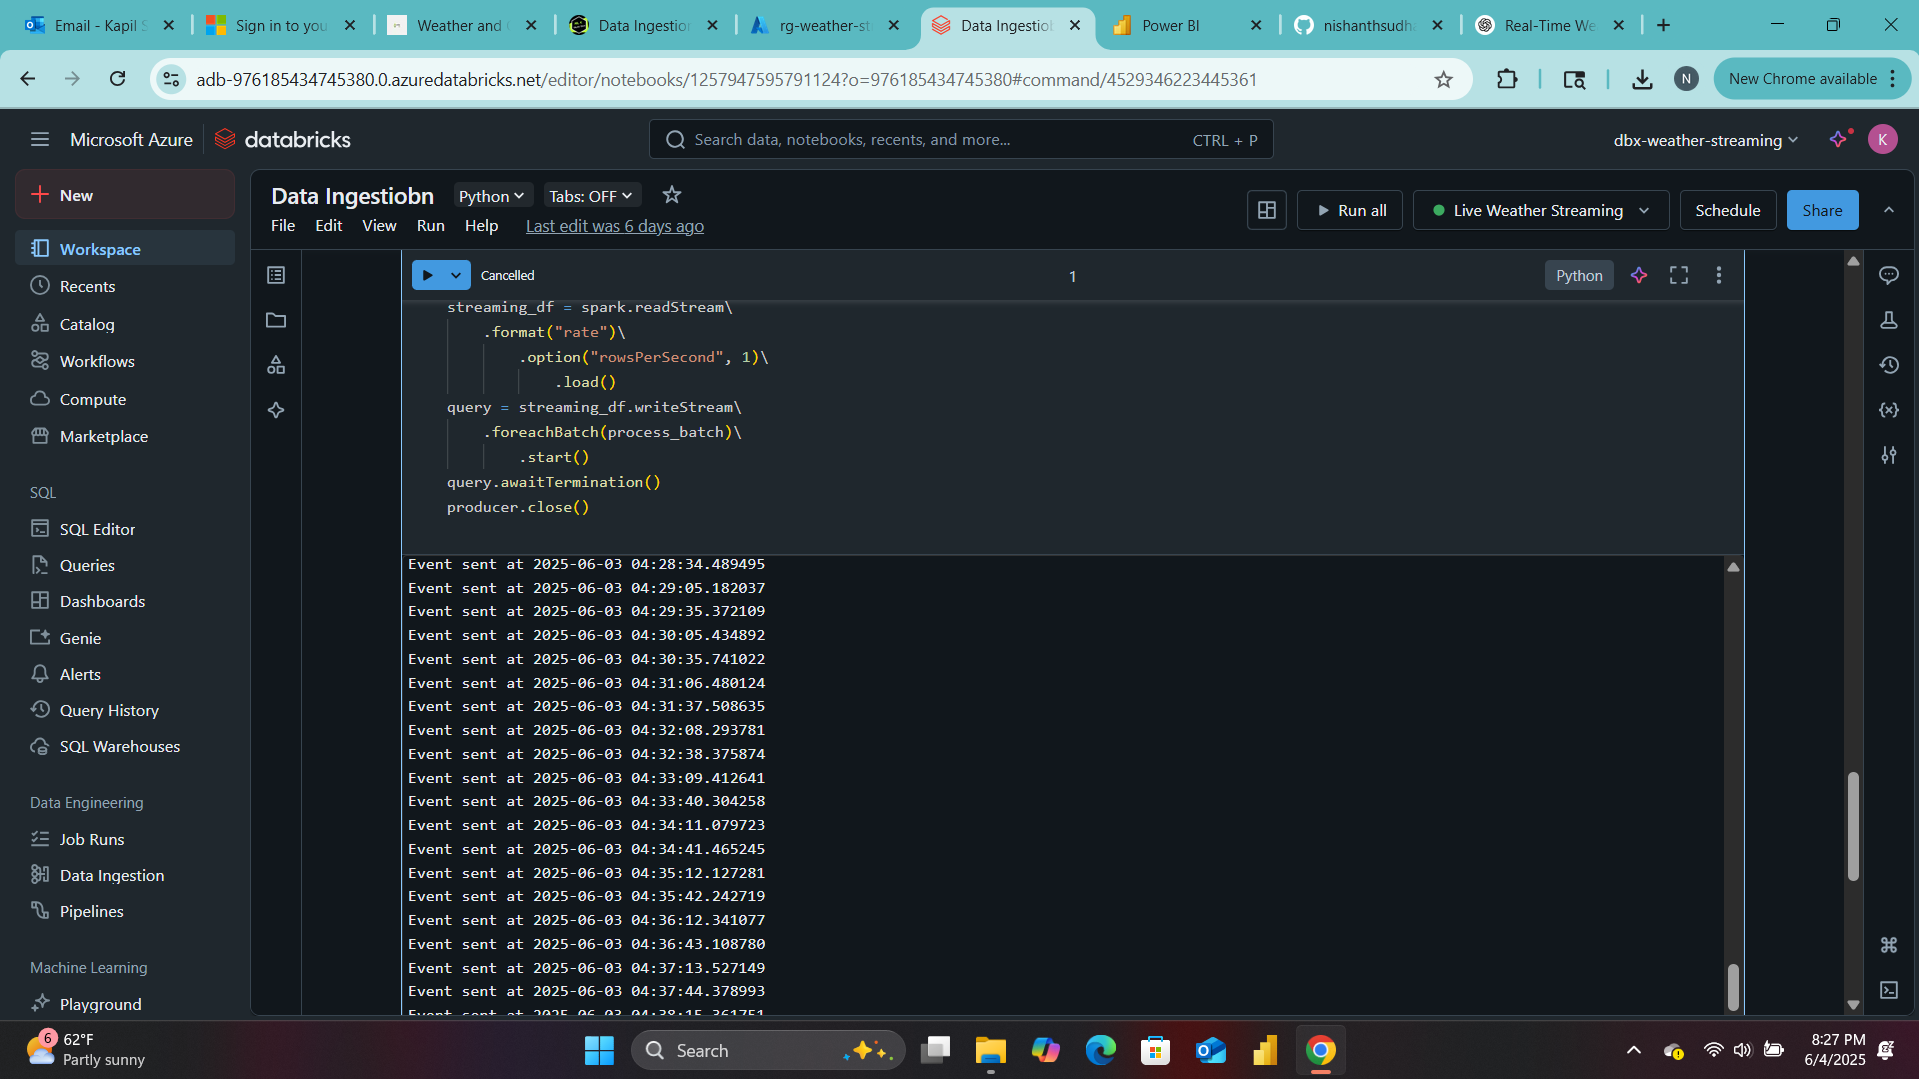 Email - Kapil S
Sign in to you
Weather and
Data Ingestion
rg-weather-st
Data Ingestiob
Power BI
nishanthsudh
Real-Time We
adb-976185434745380.0.azuredatabricks.net/editor/notebooks/1257947595791124?o=976185434745380#command/4529346223445361
N
New Chrome available
Microsoft Azure
databricks
Search data, notebooks, recents, and more...
CTRL + P
dbx-weather-streaming
K
New
Workspace
Recents
Catalog
Workflows
Compute
Marketplace
SQL
SQL Editor
Queries
Dashboards
Genie
Alerts
Query History
SQL Warehouses
Data Engineering
Job Runs
Data Ingestion
Pipelines
Machine Learning
Playground
Data Ingestiobn
Python
Tabs: OFF
File
Edit
View
Run
Help
Last edit was 6 days ago
Run all
Live Weather Streaming
Schedule
Share
Cancelled
1
Python
streaming_df = spark.readStream\
.format("rate")\
.option("rowsPerSecond", 1)\
.load()
query = streaming_df.writeStream\
.foreachBatch(process_batch)\
.start()
query.awaitTermination()
producer.close()
Event sent at 2025-06-03 04:28:34.489495
Event sent at 2025-06-03 04:29:05.182037
Event sent at 2025-06-03 04:29:35.372109
Event sent at 2025-06-03 04:30:05.434892
Event sent at 2025-06-03 04:30:35.741022
Event sent at 2025-06-03 04:31:06.480124
Event sent at 2025-06-03 04:31:37.508635
Event sent at 2025-06-03 04:32:08.293781
Event sent at 2025-06-03 04:32:38.375874
Event sent at 2025-06-03 04:33:09.412641
Event sent at 2025-06-03 04:33:40.304258
Event sent at 2025-06-03 04:34:11.079723
Event sent at 2025-06-03 04:34:41.465245
Event sent at 2025-06-03 04:35:12.127281
Event sent at 2025-06-03 04:35:42.242719
Event sent at 2025-06-03 04:36:12.341077
Event sent at 2025-06-03 04:36:43.108780
Event sent at 2025-06-03 04:37:13.527149
Event sent at 2025-06-03 04:37:44.378993
Event sent at 2025-06-03 04:38:15.361751
6
62°F
Partly sunny
Search
8:27 PM
6/4/2025